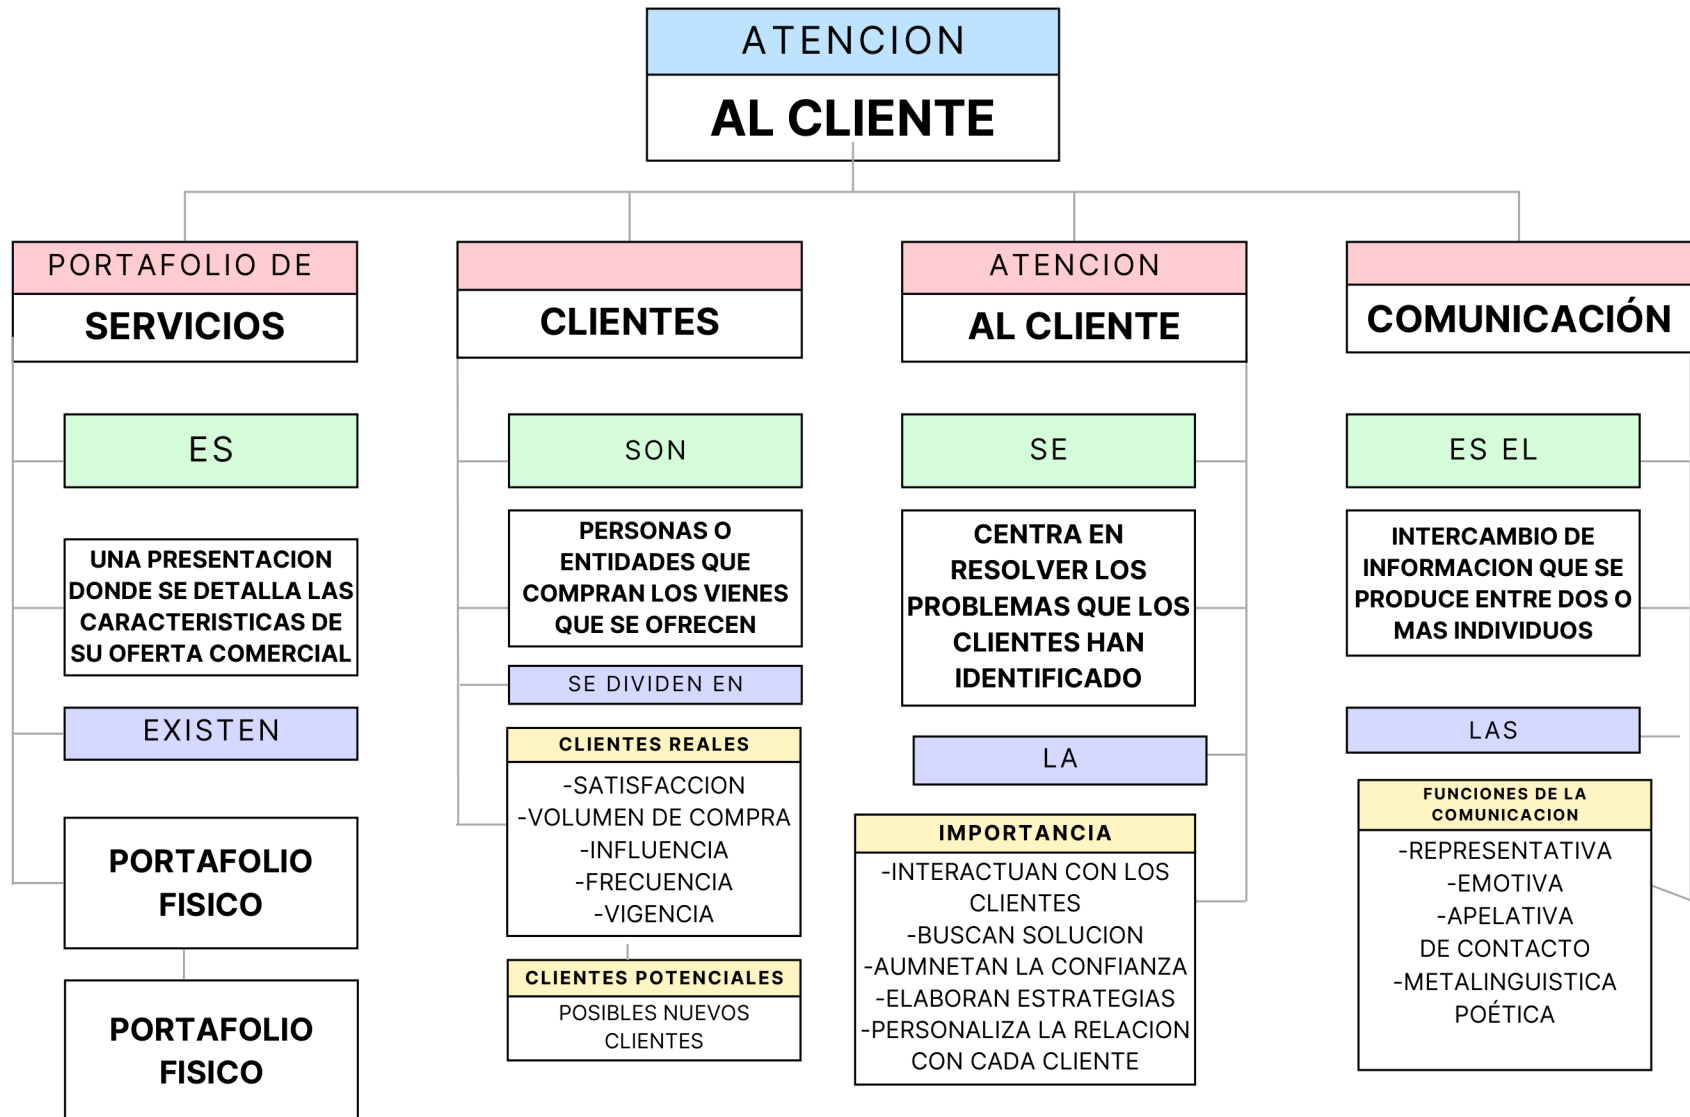 ATENCION
AL CLIENTE
PORTAFOLIO DE
SERVICIOS
ES
UNA PRESENTACION
DONDE SE DETALLA LAS
CARACTERISTICAS DE
SU OFERTA COMERCIAL
EXISTEN
PORTAFOLIO
FISICO
PORTAFOLIO
FISICO
CLIENTES
SON
PERSONAS O
ENTIDADES QUE
COMPRAN LOS VIENES
QUE SE OFRECEN
SE DIVIDEN EN
CLIENTES REALES
-SATISFACCION
-VOLUMEN DE COMPRA
-INFLUENCIA
-FRECUENCIA
-VIGENCIA
CLIENTES POTENCIALES
POSIBLES NUEVOS
CLIENTES
ATENCION
AL CLIENTE
SE
CENTRA EN
RESOLVER LOS
PROBLEMAS QUE LOS
CLIENTES HAN
IDENTIFICADO
LA
IMPORTANCIA
-INTERACTUAN CON LOS
CLIENTES
-BUSCAN SOLUCION
-AUMNETAN LA CONFIANZA
-ELABORAN ESTRATEGIAS
-PERSONALIZA LA RELACION
CON CADA CLIENTE
COMUNICACIÓN
ES EL
INTERCAMBIO DE
INFORMACION QUE SE
PRODUCE ENTRE DOS O
MAS INDIVIDUOS
LAS
FUNCIONES DE LA
COMUNICACION
-REPRESENTATIVA
-EMOTIVA
-APELATIVA
DE CONTACTO
-METALINGUISTICA
POÉTICA